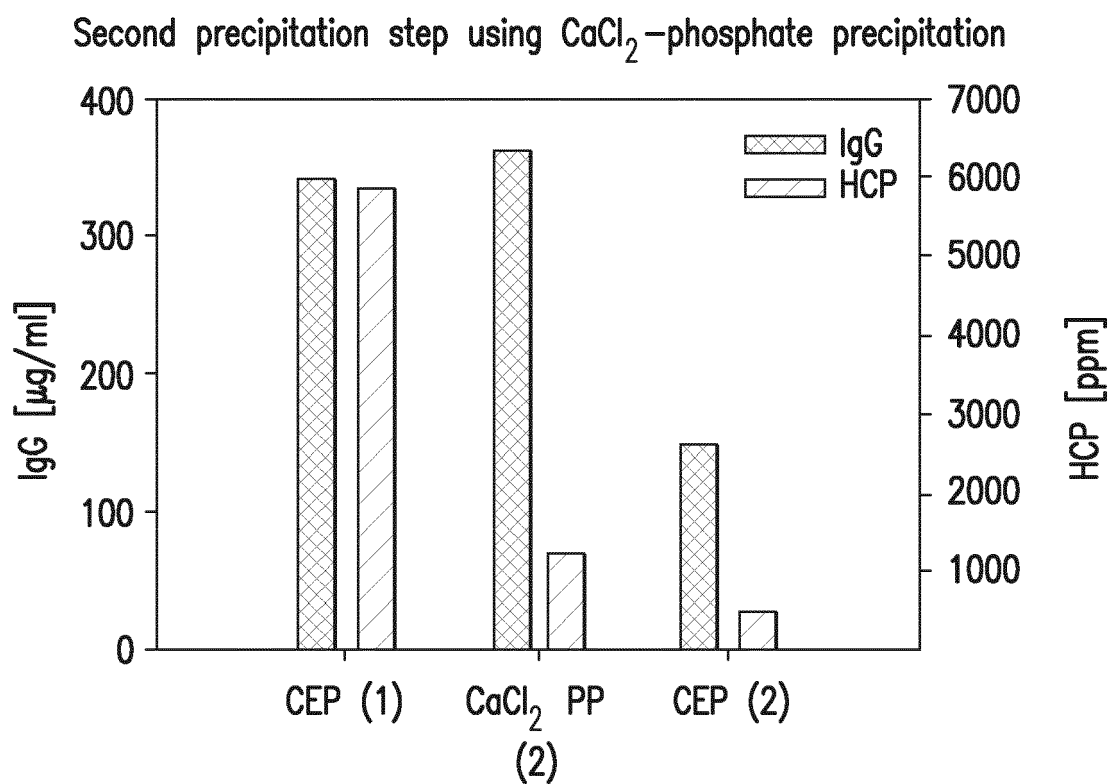 Second precipitation step using CaCl₂-phosphate precipitation
400
300
200
100
0
IgG [µg/ml]
7000
6000
5000
4000
3000
2000
1000
HCP [ppm]
IgG
HCP
CEP (1)
CaCl₂ PP
(2)
CEP (2)